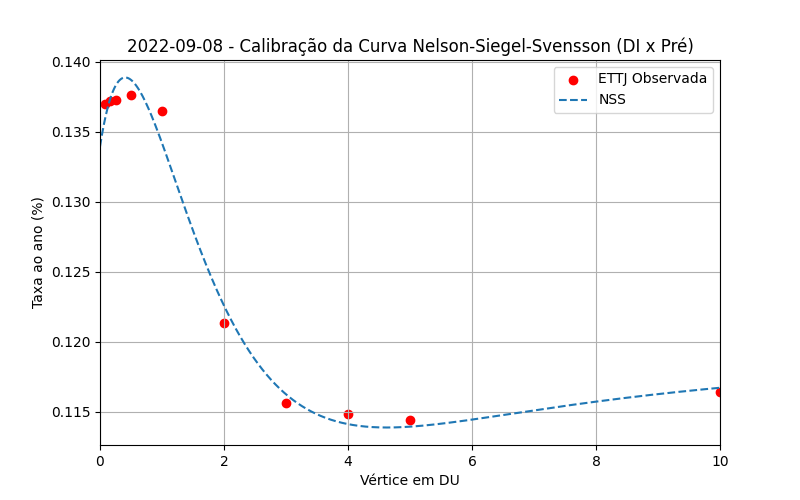 2022-09-08 - Calibração da Curva Nelson-Siegel-Svensson (DI x Pré)
ETTJ Observada
NSS
Taxa ao ano (%)
0.140
0.135
0.130
0.125
0.120
0.115
0 2 4 6 8 10
Vértice em DU